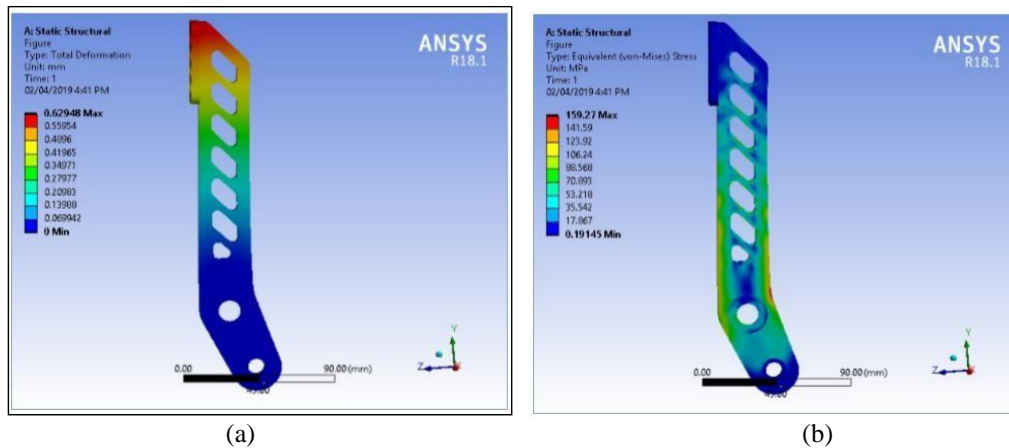 A: Static Structural
Figure
Type: Total Deformation
Unit: mm
Time: 1
02/04/2019 4:41 PM
0.62948 Max
0.55954
0.4896
0.41965
0.34971
0.27977
0.20983
0.13988
0.069942
0 Min
ANSYS
R18.1
0.00
90.00 (mm)
45.00
Y
Z
X
(a)
A: Static Structural
Figure
Type: Equivalent (von-Mises) Stress
Unit: MPa
Time: 1
02/04/2019 4:41 PM
159.27 Max
141.59
123.92
106.24
88.568
70.893
53.218
35.542
17.867
0.19145 Min
ANSYS
R18.1
0.00
90.00 (mm)
45.00
Y
Z
X
(b)